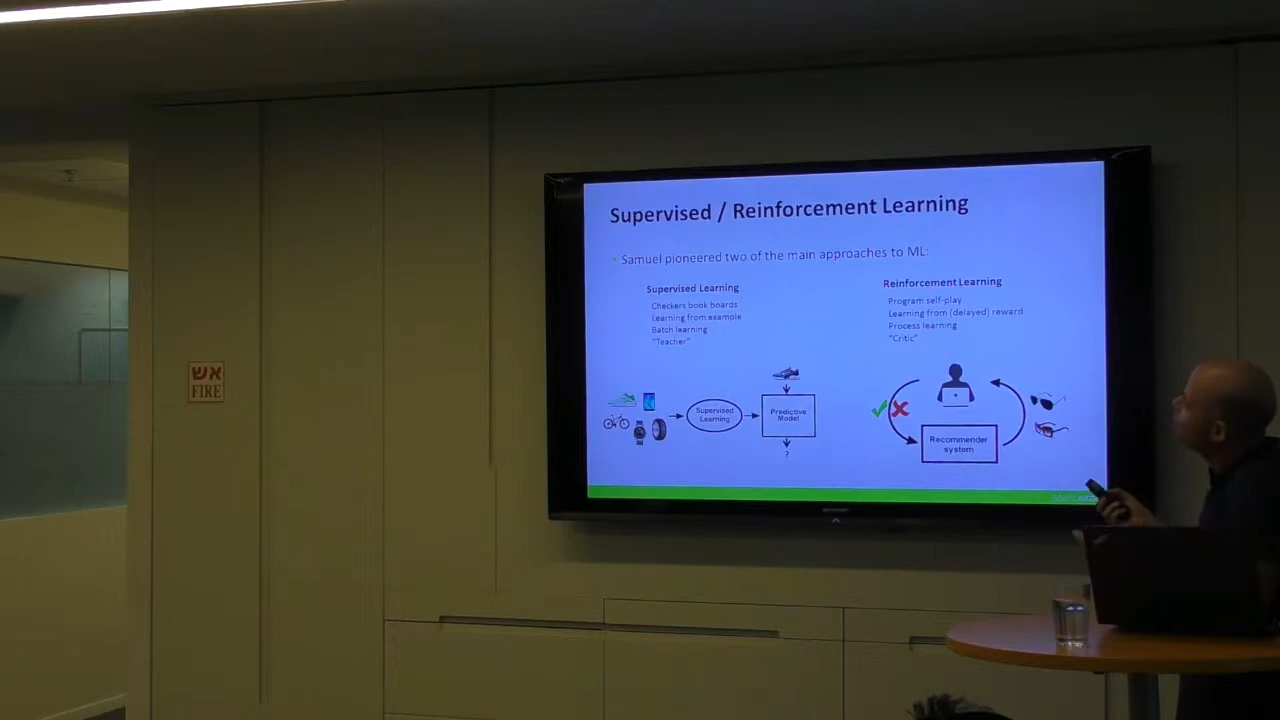 Supervised / Reinforcement Learning
Samuel pioneered two of the main approaches to ML:
Supervised Learning
Checkers book boards
Learning from example
Batch learning
"Teacher"
Reinforcement Learning
Program self-play
Learning from (delayed) reward
Process learning
"Critic"
Supervised
Learning
Predictive
Model
?
Recommender
system
אש
FIRE
SHARP